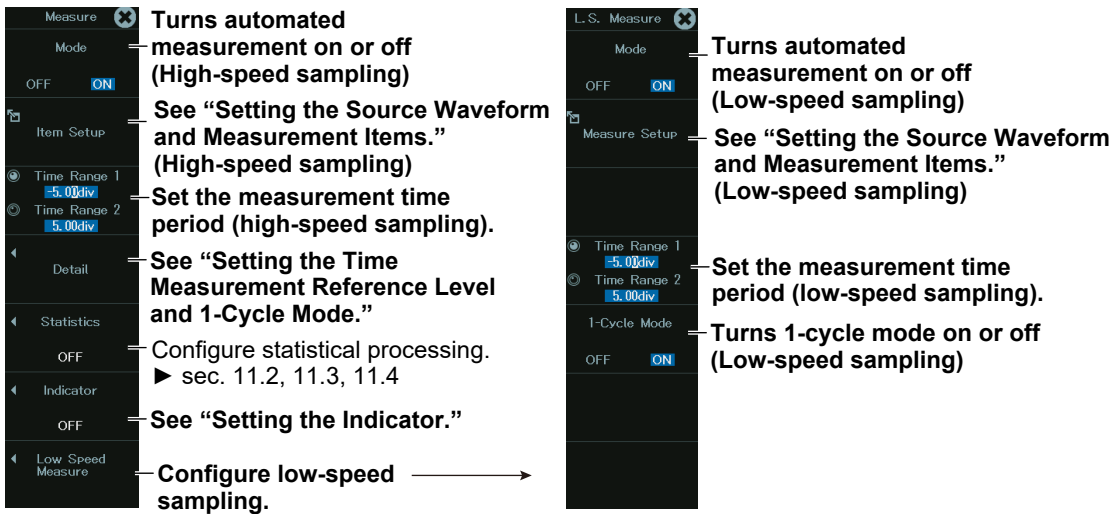 Measure
Mode
OFF ON
Item Setup
Time Range 1
-5.00div
Time Range 2
5.00div
Detail
Statistics
OFF
Indicator
OFF
Low Speed
Measure
Turns automated
measurement on or off
(High-speed sampling)
See “Setting the Source Waveform
and Measurement Items.”
(High-speed sampling)
Set the measurement time
period (high-speed sampling).
See “Setting the Time
Measurement Reference Level
and 1-Cycle Mode.”
Configure statistical processing.
► sec. 11.2, 11.3, 11.4
See “Setting the Indicator.”
Configure low-speed
sampling.
L.S. Measure
Mode
OFF ON
Measure Setup
Time Range 1
-5.00div
Time Range 2
5.00div
1-Cycle Mode
OFF ON
Turns automated
measurement on or off
(Low-speed sampling)
See “Setting the Source Waveform
and Measurement Items.”
(Low-speed sampling)
Set the measurement time
period (low-speed sampling).
Turns 1-cycle mode on or off
(Low-speed sampling)